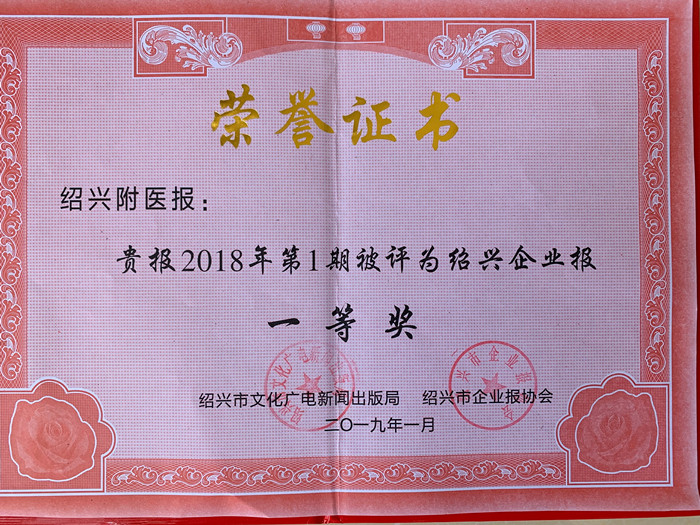 荣誉证书
绍兴附医报：
贵报2018年第1期被评为绍兴企业报
一等奖
绍兴市文化广电新闻出版局 绍兴市企业报协会
二〇一九年一月